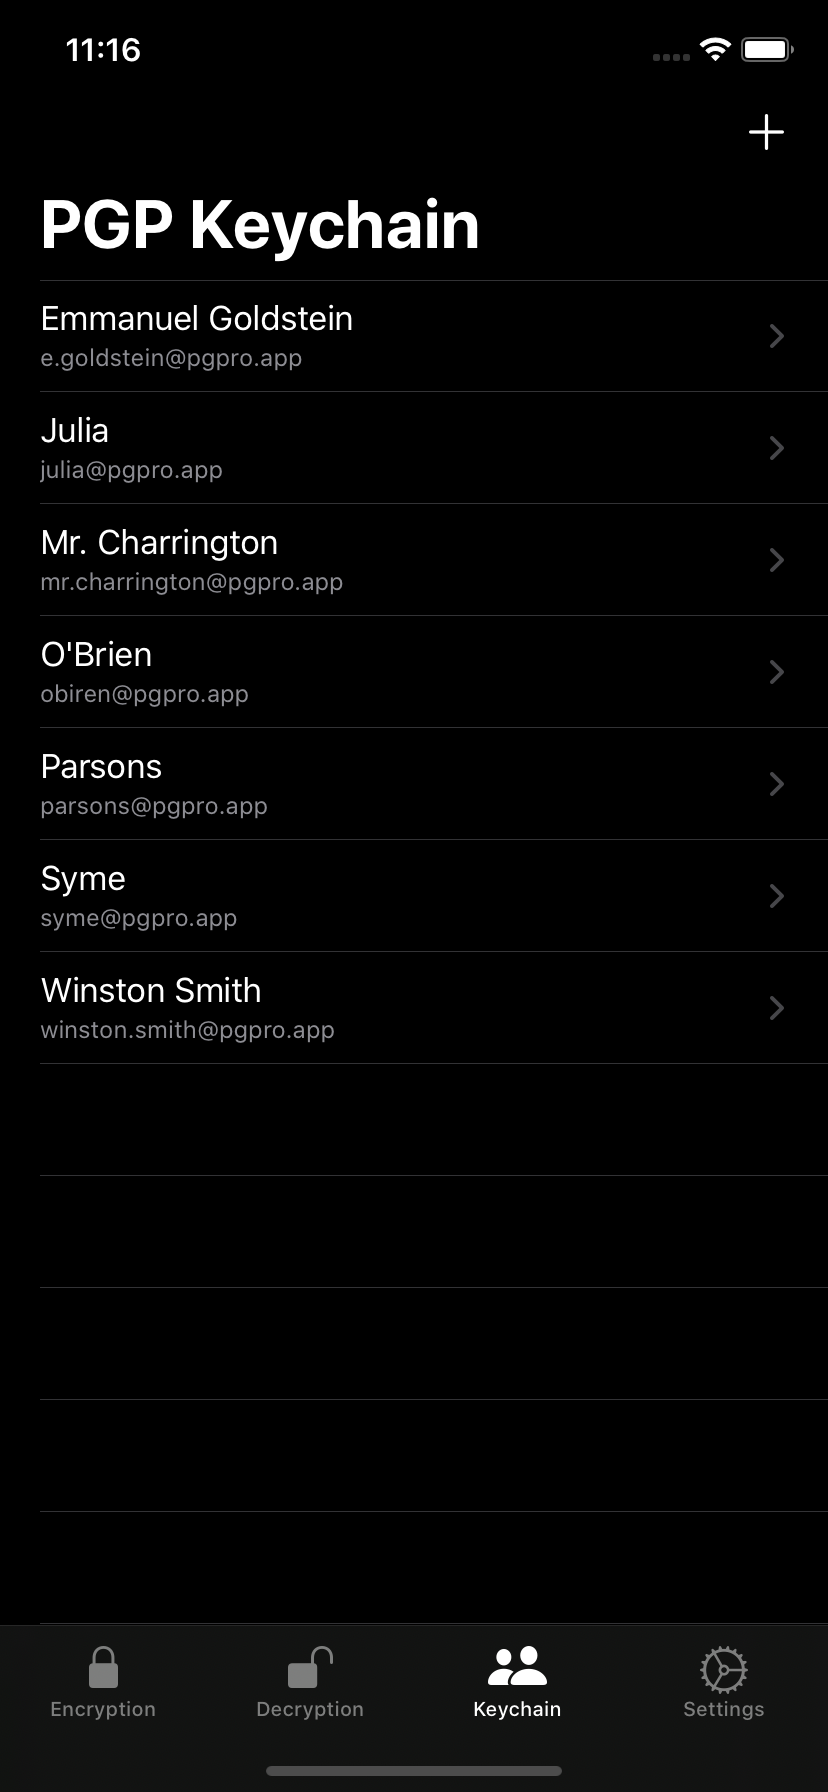 11:16
PGP Keychain
Emmanuel Goldstein
e.goldstein@pgpro.app
Julia
julia@pgpro.app
Mr. Charrington
mr.charrington@pgpro.app
O'Brien
obiren@pgpro.app
Parsons
parsons@pgpro.app
Syme
syme@pgpro.app
Winston Smith
winston.smith@pgpro.app
Encryption Decryption Keychain Settings